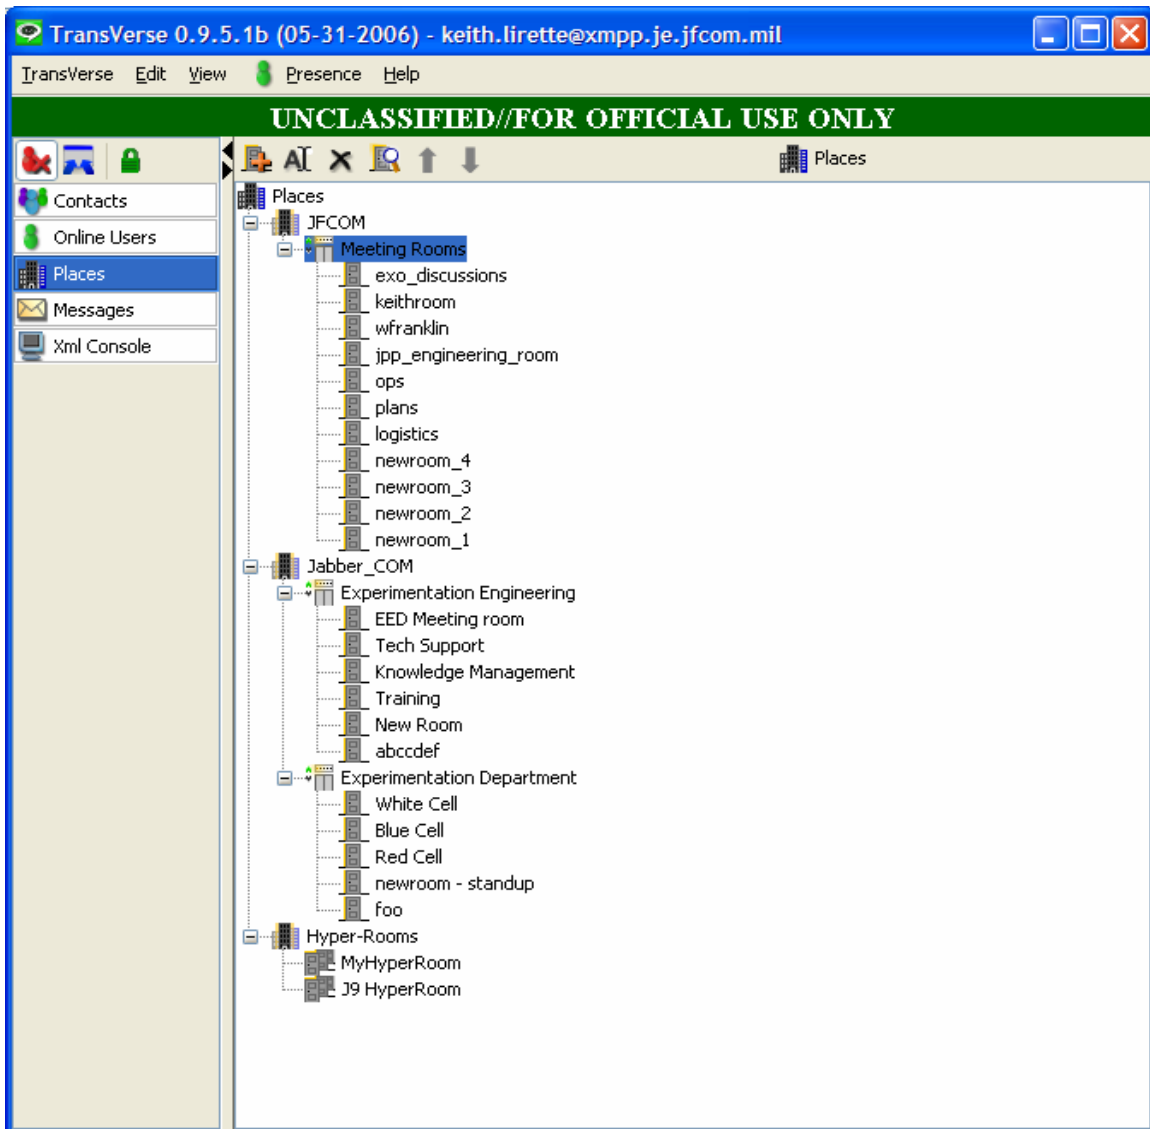 TransVerse 0.9.5.1b (05-31-2006) - keith.lirette@xmpp.je.jfcom.mil
TransVerse Edit View Presence Help
UNCLASSIFIED//FOR OFFICIAL USE ONLY
AI Places
Contacts
Online Users
Places
Messages
Xml Console
Places
JFCOM
Meeting Rooms
exo_discussions
keithroom
wfranklin
jpp_engineering_room
ops
plans
logistics
newroom_4
newroom_3
newroom_2
newroom_1
Jabber_COM
Experimentation Engineering
EED Meeting room
Tech Support
Knowledge Management
Training
New Room
abccdef
Experimentation Department
White Cell
Blue Cell
Red Cell
newroom - standup
foo
Hyper-Rooms
MyHyperRoom
J9 HyperRoom